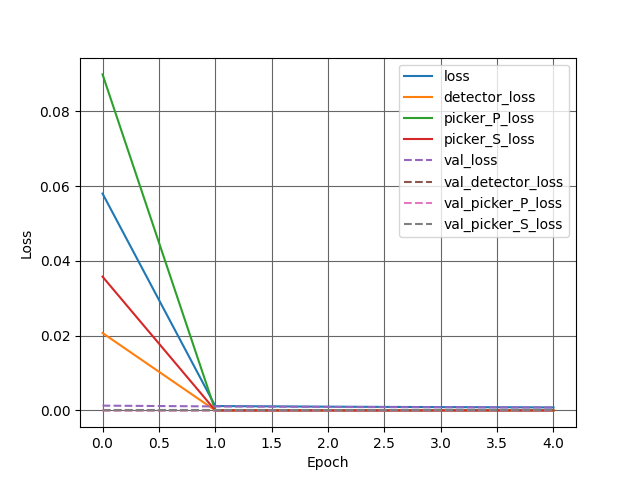 loss
detector_loss
picker_P_loss
picker_S_loss
val_loss
val_detector_loss
val_picker_P_loss
val_picker_S_loss
0.08
0.06
0.04
0.02
0.00
Loss
0.0 0.5 1.0 1.5 2.0 2.5 3.0 3.5 4.0
Epoch